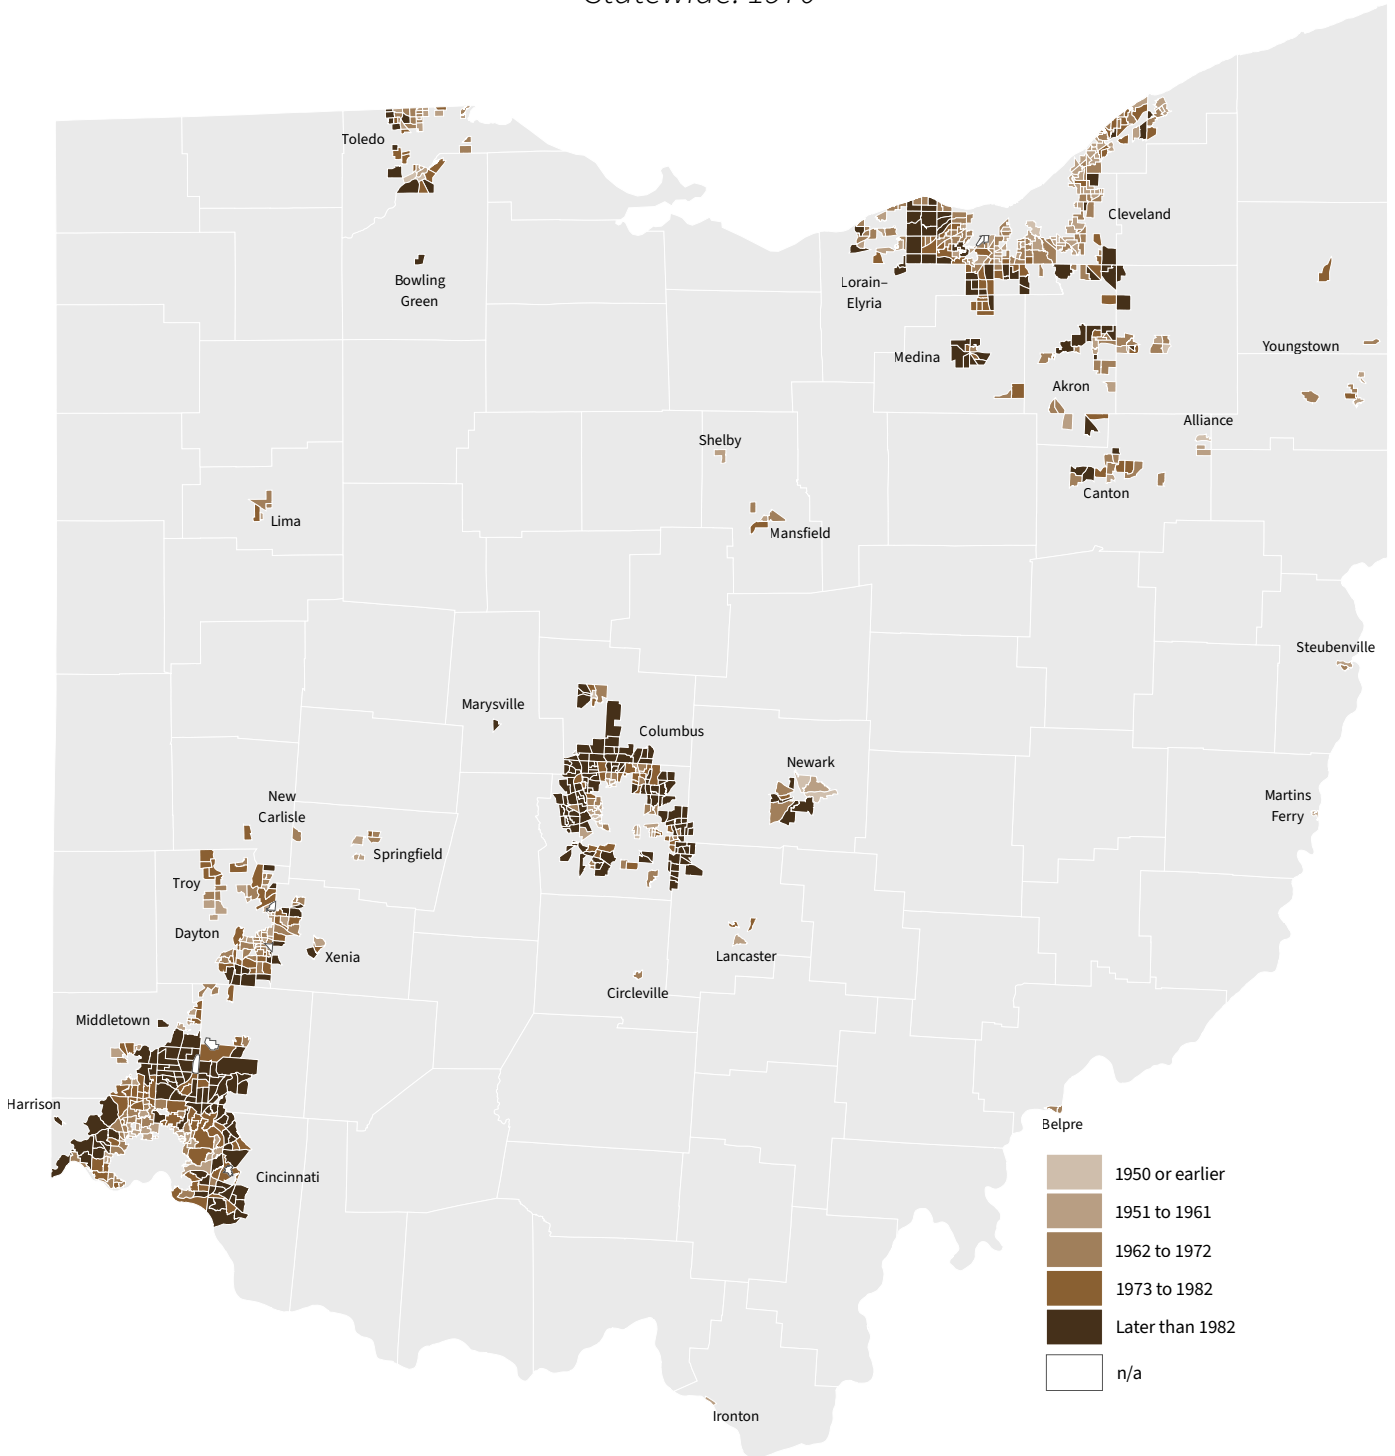 Statewide: 1970
Toledo
Cleveland
Bowling
Green
Lorain–
Elyria
Medina
Youngstown
Akron
Alliance
Shelby
Canton
Lima
Mansfield
Steubenville
Marysville
Columbus
Newark
New
Carlisle
Martins
Ferry
Springfield
Troy
Dayton
Xenia
Lancaster
Circleville
Middletown
Harrison
Belpre
Cincinnati
1950 or earlier
1951 to 1961
1962 to 1972
1973 to 1982
Later than 1982
n/a
Ironton